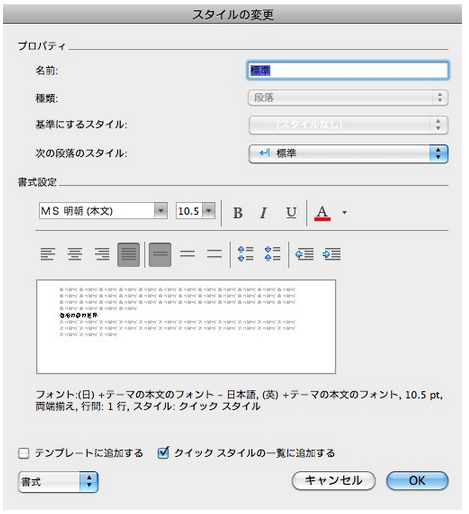 スタイルの変更
プロパティ
名前: 標準
種類: 段落
基準にするスタイル: (スタイルなし)
次の段落のスタイル: 標準
書式設定
MS 明朝 (本文) 10.5 B I U A
フォント:(日) +テーマの本文のフォント – 日本語, (英) +テーマの本文のフォント, 10.5 pt,
両端揃え, 行間: 1 行, スタイル: クイック スタイル
テンプレートに追加する クイック スタイルの一覧に追加する
書式 キャンセル OK